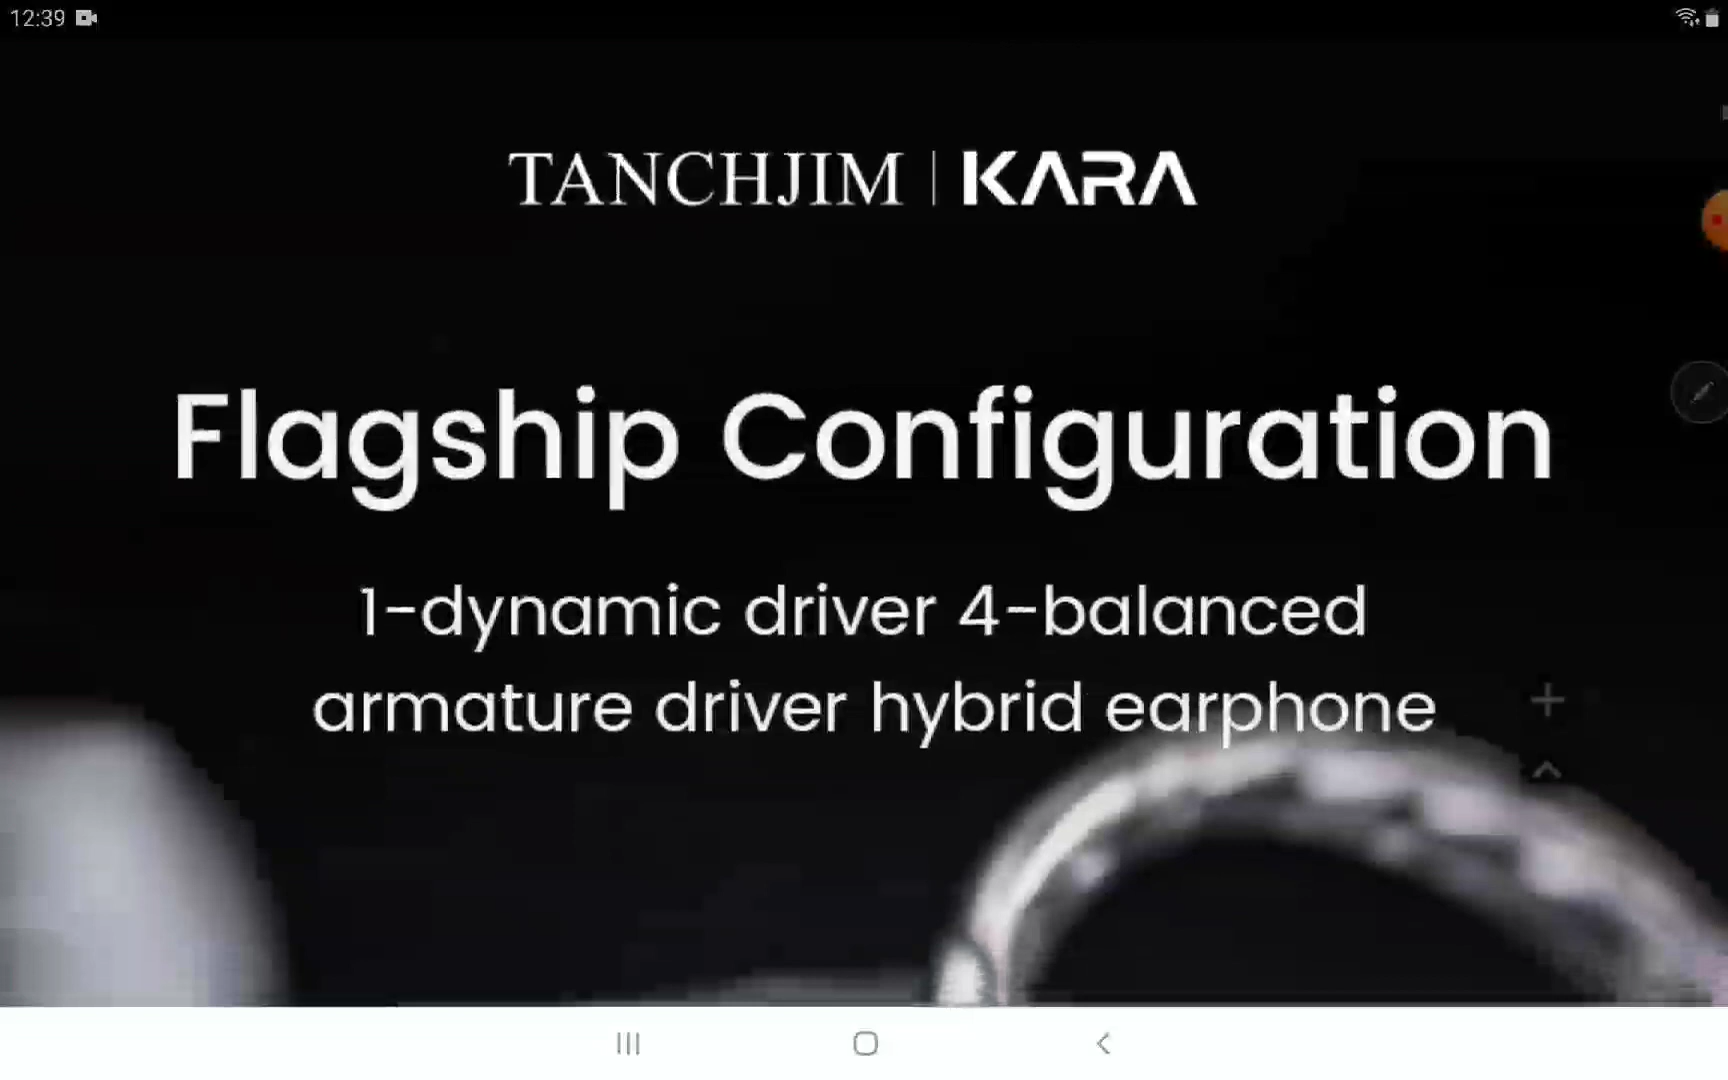 12:39
TANCHJIM | KARA
Flagship Configuration
1-dynamic driver 4-balanced
armature driver hybrid earphone